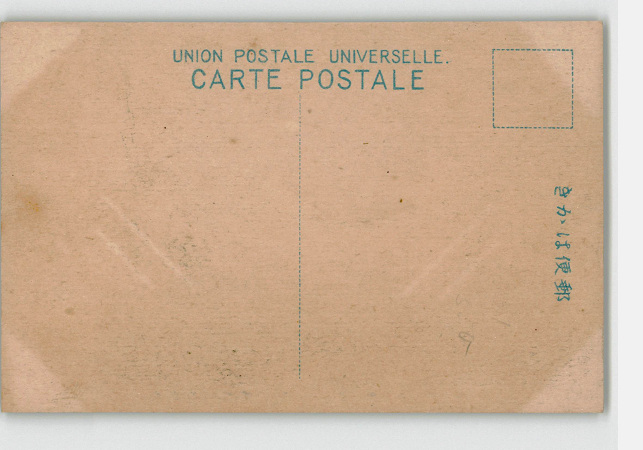 UNION POSTALE UNIVERSELLE.
CARTE POSTALE
きかは便郵